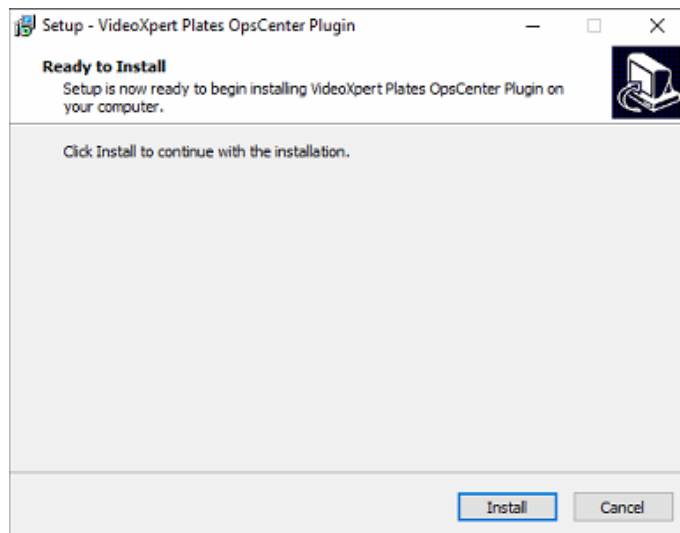 Setup - VideoXpert Plates OpsCenter Plugin
Ready to Install
Setup is now ready to begin installing VideoXpert Plates OpsCenter Plugin on
your computer.
Click Install to continue with the installation.
Install
Cancel